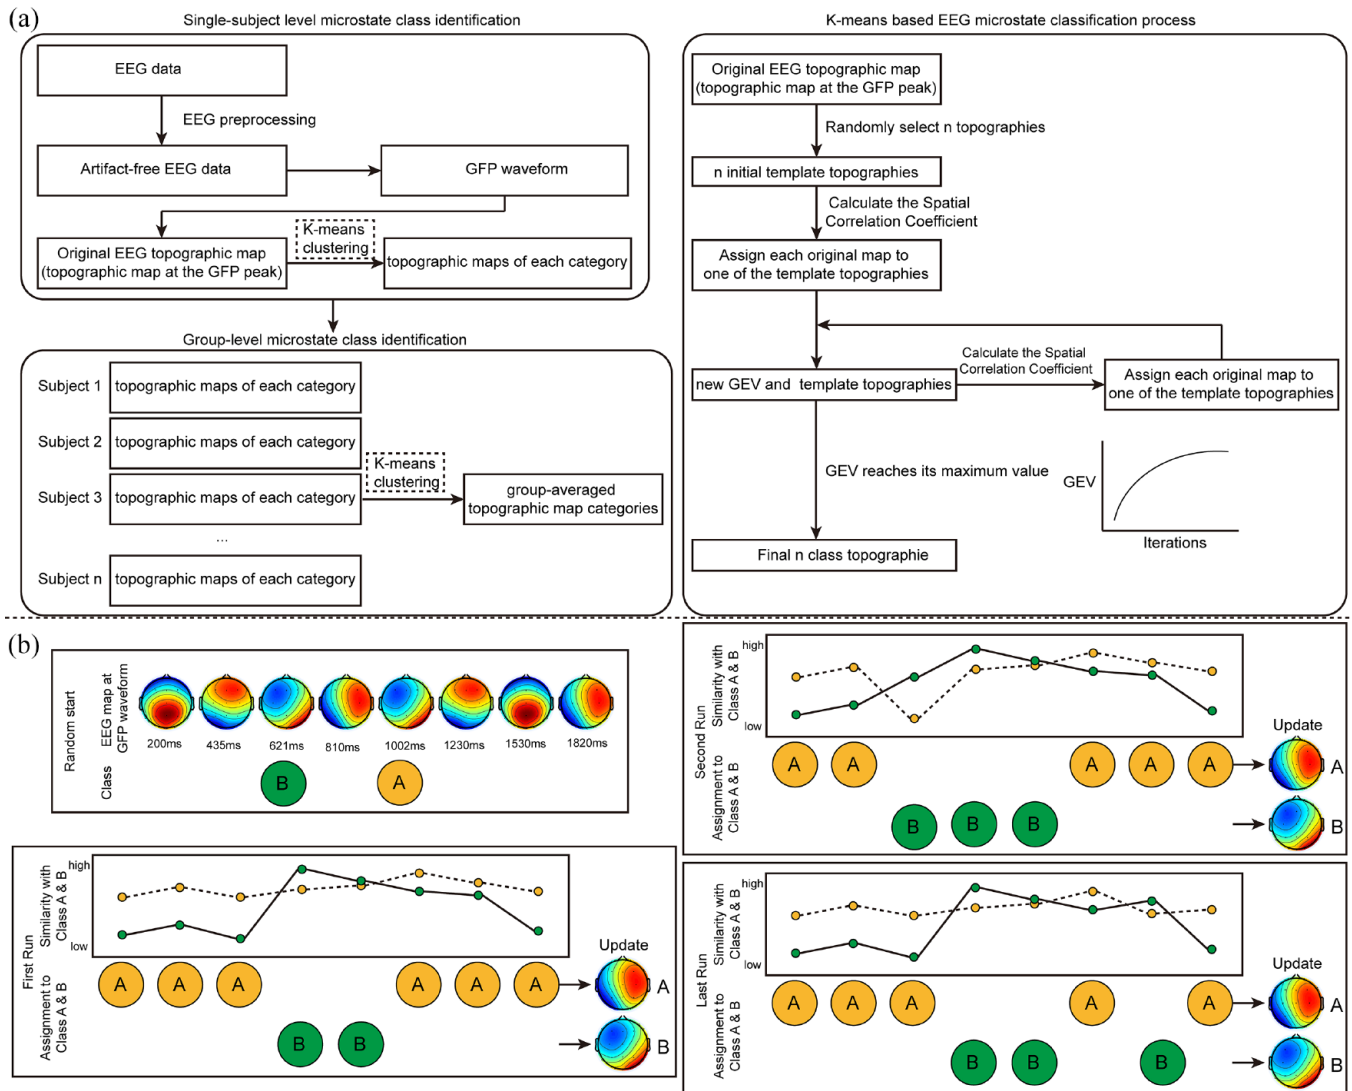 (a)
Single-subject level microstate class identification
EEG data
EEG preprocessing
Artifact-free EEG data
GFP waveform
K-means
clustering
Original EEG topographic map
(topographic map at the GFP peak)
topographic maps of each category
Group-level microstate class identification
Subject 1
topographic maps of each category
Subject 2
topographic maps of each category
Subject 3
topographic maps of each category
...
Subject n
topographic maps of each category
K-means
clustering
group-averaged
topographic map categories
K-means based EEG microstate classification process
Original EEG topographic map
(topographic map at the GFP peak)
Randomly select n topographies
n initial template topographies
Calculate the Spatial
Correlation Coefficient
Assign each original map to
one of the template topographies
new GEV and template topographies
Calculate the Spatial
Correlation Coefficient
Assign each original map to
one of the template topographies
GEV reaches its maximum value
GEV
Iterations
Final n class topographie
(b)
Random start
EEG map at
GFP waveform
200ms 435ms 621ms 810ms 1002ms 1230ms 1530ms 1820ms
Class
B A
First Run
Similarity with
Class A & B
high
low
Assignment to
Class A & B
A A A A A A
B B
Update
A
B
Second Run
Similarity with
Class A & B
high
low
Assignment to
Class A & B
A A A A A
B B B
Update
A
B
Last Run
Similarity with
Class A & B
high
low
Assignment to
Class A & B
A A A A A
B B B
Update
A
B